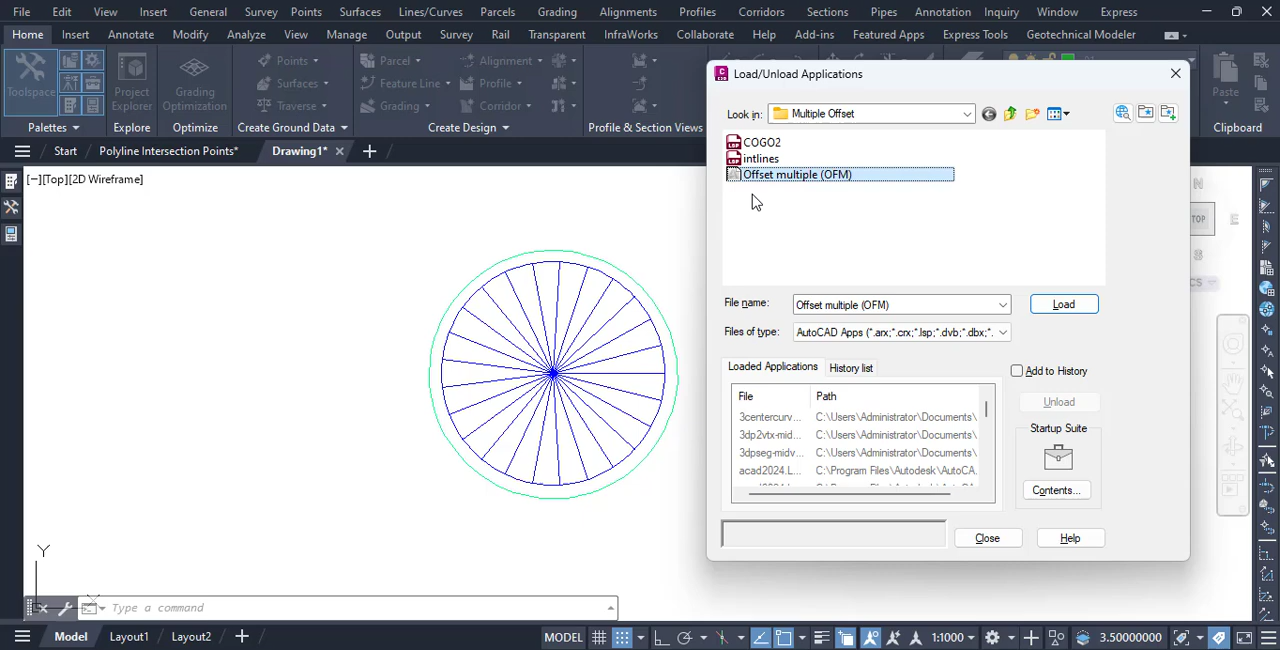 File Edit View Insert General Survey Points Surfaces Lines/Curves Parcels Grading Alignments Profiles Corridors Sections Pipes Annotation Inquiry Window Express
Home Insert Annotate Modify Analyze View Manage Output Survey Rail Transparent InfraWorks Collaborate Help Add-ins Featured Apps Express Tools Geotechnical Modeler
Toolspace
Project Explorer
Grading Optimization
Points
Surfaces
Traverse
Parcel
Feature Line
Grading
Alignment
Profile
Corridor
Paste
Palettes Explore Optimize Create Ground Data Create Design Profile & Section Views Clipboard
Start Polyline Intersection Points* Drawing1*
[−][Top][2D Wireframe]
Load/Unload Applications
Look in: Multiple Offset
COGO2
intlines
Offset multiple (OFM)
File name: Offset multiple (OFM) Load
Files of type: AutoCAD Apps (*.arx;*.crx;*.lsp;*.dvb;*.dbx;*.
Loaded Applications History list
Add to History
File Path
3centercurv... C:\Users\Administrator\Documents\
3dp2vtx-mid... C:\Users\Administrator\Documents\
3dpseg-midv... C:\Users\Administrator\Documents\
acad2024.L... C:\Program Files\Autodesk\AutoCA.
Unload
Startup Suite
Contents...
Close Help
N
TOP
E
S
CS
Y
Type a command
Model Layout1 Layout2
MODEL 1:1000 3.50000000